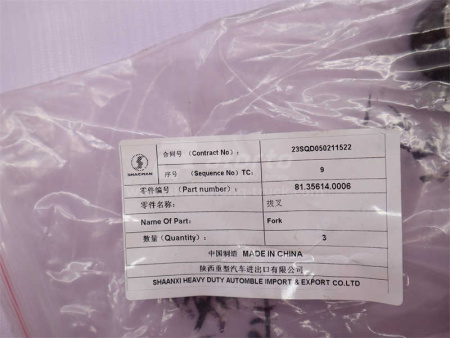 合同号 （Contract No）: 23SQD050211522
SHACMAN 序号 （Sequence No） TC: 9
零件编号 （Part number）: 81.35614.0006
零件名称: 拔叉
Name Of Part: Fork
数量（Quantity）: 3
中国制造 MADE IN CHINA
陕西重型汽车进出口有限公司
SHAANXI HEAVY DUTY AUTOMBLE IMPORT & EXPORT CO.LTD